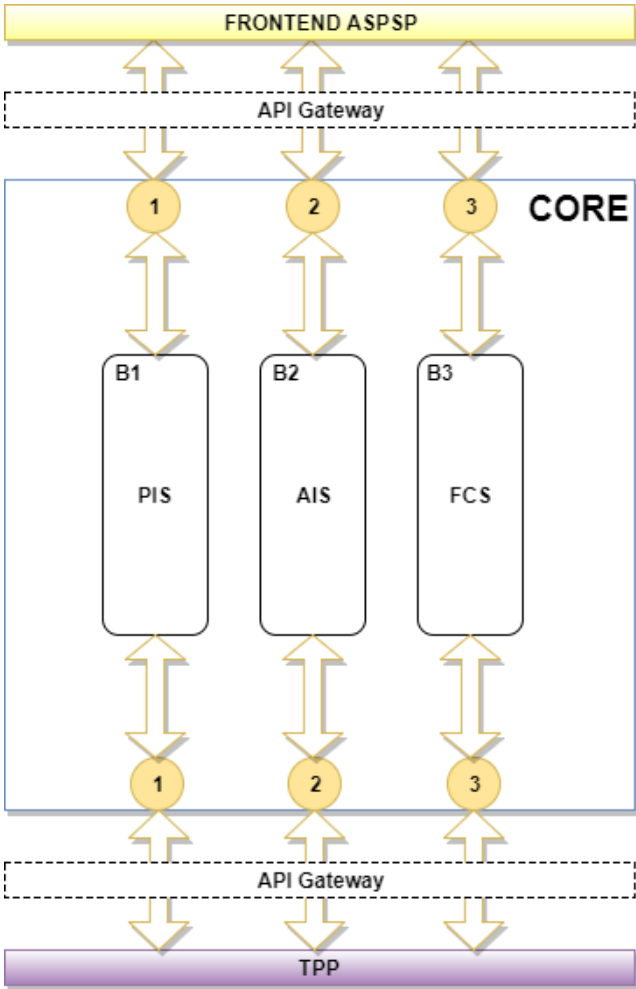 FRONTEND ASPSP
API Gateway
1
2
3
CORE
B1
B2
B3
PIS
AIS
FCS
1
2
3
API Gateway
TPP